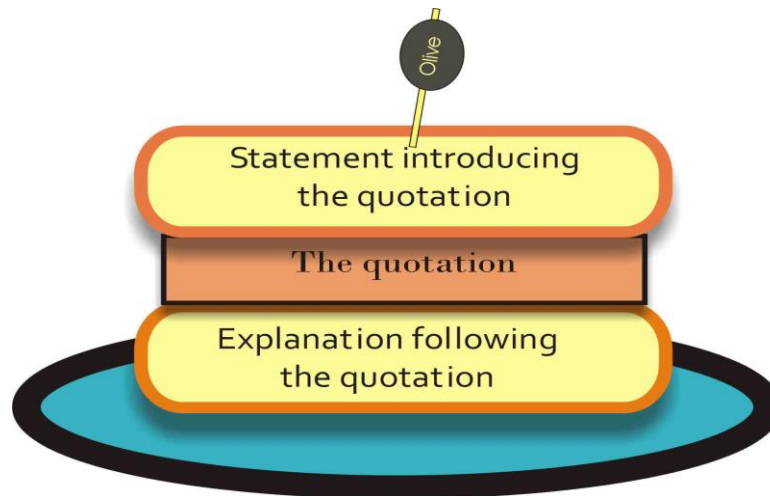 Olive
Statement introducing
the quotation
The quotation
Explanation following
the quotation